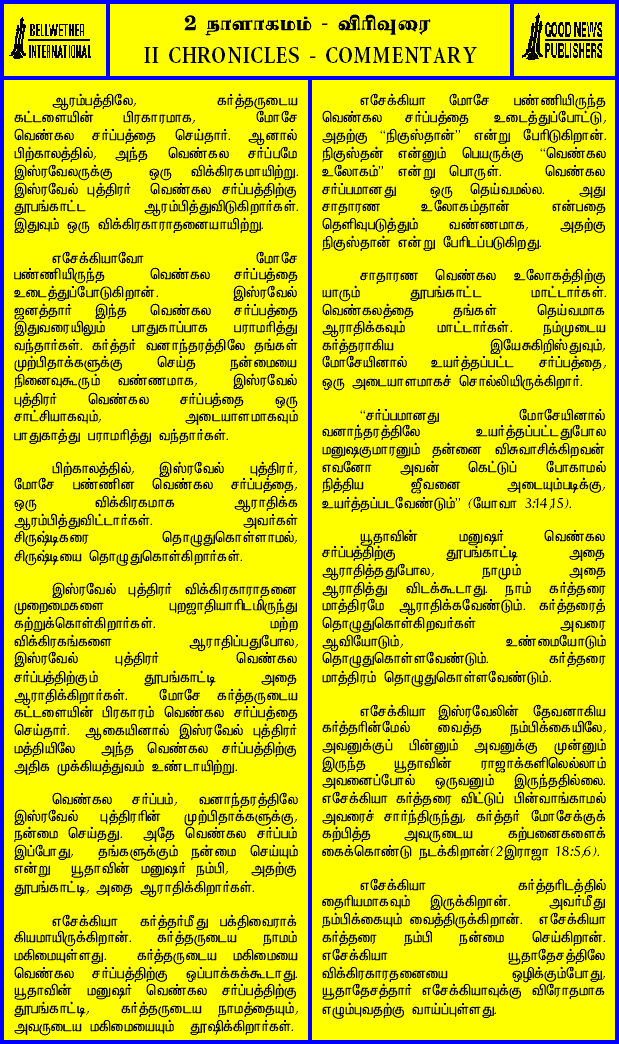 BELLWETHER
INTERNATIONAL
2 நாளாகமம் - விரிவுரை
II CHRONICLES - COMMENTARY
GOOD NEWS
PUBLISHERS
ஆரம்பத்திலே, கர்த்தருடைய
கட்டளையின் பிரகாரமாக, மோசே
வெண்கல சர்ப்பத்தை செய்தார். ஆனால்
பிற்காலத்தில், அந்த வெண்கல சர்ப்பமே
இஸ்ரவேலருக்கு ஒரு விக்கிரகமாயிற்று.
இஸ்ரவேல் புத்திரர் வெண்கல சர்ப்பதிற்கு
தூபங்காட்ட ஆரம்பித்துவிடுகிறார்கள்.
இதுவும் ஒரு விக்கிரகாராதனையாயிற்று.
எசேக்கியாவோ மோசே
பண்ணியிருந்த வெண்கல சர்ப்பத்தை
உடைத்துப்போடுகிறான். இஸ்ரவேல்
ஜனத்தார் இந்த வெண்கல சர்ப்பத்தை
இதுவரையிலும் பாதுகாப்பாக பராமரித்து
வந்தார்கள். கர்த்தர் வனாந்தரத்திலே தங்கள்
முற்பிதாக்களுக்கு செய்த நன்மையை
நினைவுகூரும் வண்ணமாக, இஸ்ரவேல்
புத்திரர் வெண்கல சர்ப்பத்தை ஒரு
சாட்சியாகவும், அடையாளமாகவும்
பாதுகாத்து பராமரித்து வந்தார்கள்.
பிற்காலத்தில், இஸ்ரவேல் புத்திரர்,
மோசே பண்ணின வெண்கல சர்ப்பத்தை,
ஒரு விக்கிரகமாக ஆராதிக்க
ஆரம்பித்துவிட்டார்கள். அவர்கள்
சிருஷ்டிகரை தொழுதுகொள்ளாமல்,
சிருஷ்டியை தொழுதுகொள்கிறார்கள்.
இஸ்ரவேல் புத்திரர் விக்கிரகாராதனை
முறைமைகளை புறஜாதியாரிடமிருந்து
கற்றுக்கொள்கிறார்கள். மற்ற
விக்கிரகங்களை ஆராதிப்பதுபோல,
இஸ்ரவேல் புத்திரர் வெண்கல
சர்ப்பத்திற்கும் தூபங்காட்டி அதை
ஆராதிக்கிறார்கள். மோசே கர்த்தருடைய
கட்டளையின் பிரகாரம் வெண்கல சர்ப்பத்தை
செய்தார். ஆகையினால் இஸ்ரவேல் புத்திரர்
மத்தியிலே அந்த வெண்கல சர்ப்பத்திற்கு
அதிக முக்கியத்துவம் உண்டாயிற்று.
வெண்கல சர்ப்பம், வனாந்தரத்திலே
இஸ்ரவேல் புத்திரரின் முற்பிதாக்களுக்கு,
நன்மை செய்தது. அதே வெண்கல சர்ப்பம்
இப்போது, தங்களுக்கும் நன்மை செய்யும்
என்று யூதாவின் மனுஷர் நம்பி, அதற்கு
தூபங்காட்டி, அதை ஆராதிக்கிறார்கள்.
எசேக்கியா கர்த்தர்மீது பக்திவைராக்
கியமாயிருக்கிறான். கர்த்தருடைய நாமம்
மகிமையுள்ளது. கர்த்தருடைய மகிமையை
வெண்கல சர்ப்பதிற்கு ஒப்பாக்கக்கூடாது.
யூதாவின் மனுஷர் வெண்கல சர்ப்பத்திற்கு
தூபங்காட்டி, கர்த்தருடைய நாமத்தையும்,
அவருடைய மகிமையையும் தூஷிக்கிறார்கள்.
எசேக்கியா மோசே பண்ணியிருந்த
வெண்கல சர்ப்பத்தை உடைத்துப்போட்டு,
அதற்கு “நிகுஸ்தான்” என்று பேரிடுகிறான்.
நிகுஸ்தன் என்னும் பெயருக்கு “வெண்கல
உலோகம்” என்று பொருள். வெண்கல
சர்ப்பமானது ஒரு தெய்வமல்ல. அது
சாதாரண உலோகம்தான் என்பதை
தெளிவுபடுத்தும் வண்ணமாக, அதற்கு
நிகுஸ்தான் என்று பேரிடப்படுகிறது.
சாதாரண வெண்கல உலோகத்திற்கு
யாரும் தூபங்காட்ட மாட்டார்கள்.
வெண்கலத்தை தங்கள் தெய்வமாக
ஆராதிக்கவும் மாட்டார்கள். நம்முடைய
கர்த்தராகிய இயேசுகிறிஸ்துவும்,
மோசேயினால் உயர்த்தப்பட்ட சர்ப்பத்தை,
ஒரு அடையாளமாகச் சொல்லியிருக்கிறார்.
“சர்ப்பமானது மோசேயினால்
வனாந்தரத்திலே உயர்த்தப்பட்டதுபோல
மனுஷகுமாரனும் தன்னை விசுவாசிக்கிறவன்
எவனோ அவன் கெட்டுப் போகாமல்
நித்திய ஜீவனை அடையும்படிக்கு,
உயர்த்தப்படவேண்டும்” (யோவா 3:14,15).
யூதாவின் மனுஷர் வெண்கல
சர்ப்பத்திற்கு தூபங்காட்டி அதை
ஆராதித்ததுபோல, நாமும் அதை
ஆராதித்து விடக்கூடாது. நாம் கர்த்தரை
மாத்திரமே ஆராதிக்கவேண்டும். கர்த்தரைத்
தொழுதுகொள்கிறவர்கள் அவரை
ஆவியோடும், உண்மையோடும்
தொழுதுகொள்ளவேண்டும். கர்த்தரை
மாத்திரம் தொழுதுகொள்ளவேண்டும்.
எசேக்கியா இஸ்ரவேலின் தேவனாகிய
கர்த்தரின்மேல் வைத்த நம்பிக்கையிலே,
அவனுக்குப் பின்னும் அவனுக்கு முன்னும்
இருந்த யூதாவின் ராஜாக்களிலெல்லாம்
அவனைப்போல் ஒருவனும் இருந்ததில்லை.
எசேக்கியா கர்த்தரை விட்டுப் பின்வாங்காமல்
அவரைச் சார்ந்திருந்து, கர்த்தர் மோசேக்குக்
கற்பித்த அவருடைய கற்பனைகளைக்
கைக்கொண்டு நடக்கிறான்(2இராஜா 18:5,6).
எசேக்கியா கர்த்தரிடத்தில்
தைரியமாகவும் இருக்கிறான். அவர்மீது
நம்பிக்கையும் வைத்திருக்கிறான். எசேக்கியா
கர்த்தரை நம்பி நன்மை செய்கிறான்.
எசேக்கியா யூதாதேசத்திலே
விக்கிரகாரதனையை ஒழிக்கும்போது,
யூதாதேசத்தார் எசேக்கியாவுக்கு விரோதமாக
எழும்புவதற்கு வாய்ப்புள்ளது.